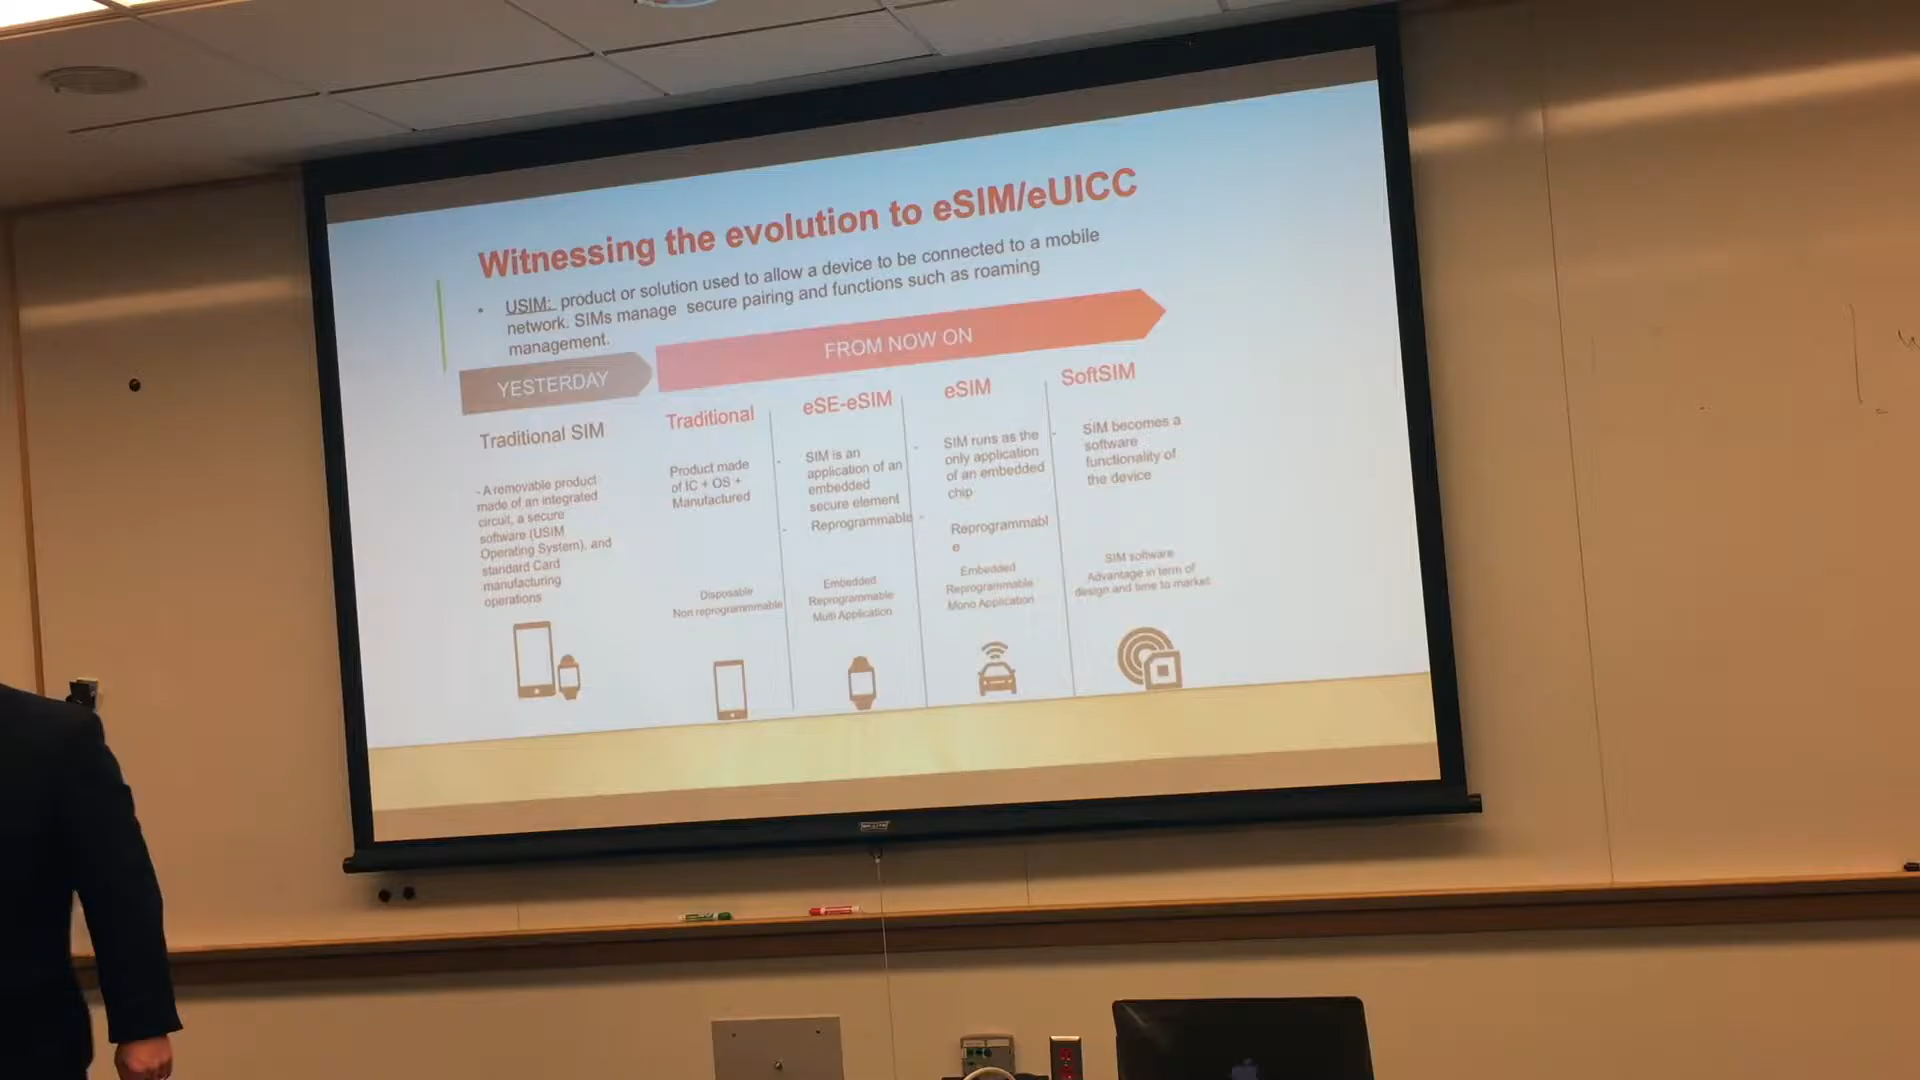 Witnessing the evolution to eSIM/eUICC
• USIM: product or solution used to allow a device to be connected to a mobile
network. SIMs manage secure pairing and functions such as roaming
management.
YESTERDAY
FROM NOW ON
Traditional SIM
- A removable product
made of an integrated
circuit, a secure
software (USIM
Operating System), and
standard Card
manufacturing
operations
Traditional
Product made
of IC + OS +
Manufactured
Disposable
Non reprogrammmable
eSE-eSIM
- SIM is an
application of an
embedded
secure element
- Reprogrammable
Embedded
Reprogrammable
Multi Application
eSIM
- SIM runs as the
only application
of an embedded
chip
- Reprogrammabl
e
Embedded
Reprogrammable
Mono Application
SoftSIM
- SIM becomes a
software
functionality of
the device
SIM software
Advantage in term of
design and time to market